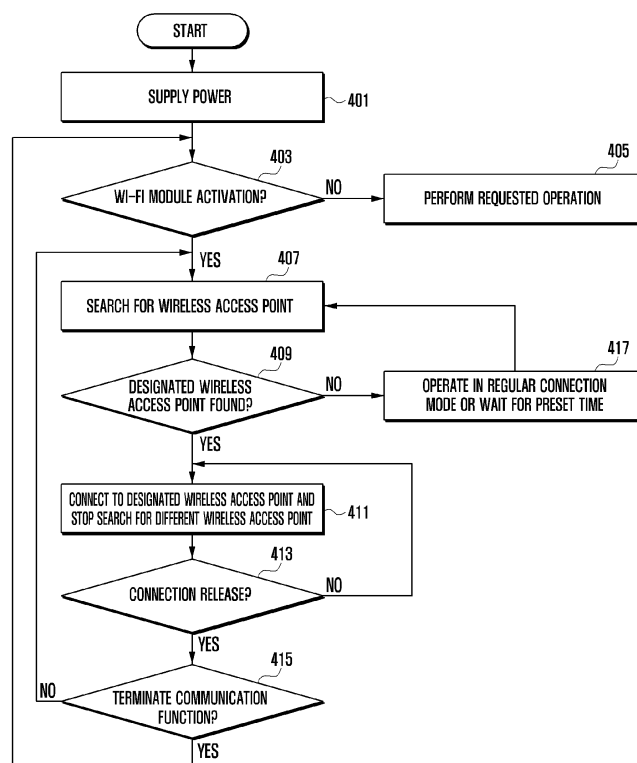 START
SUPPLY POWER
401
403
WI-FI MODULE ACTIVATION?
NO
405
PERFORM REQUESTED OPERATION
YES
407
SEARCH FOR WIRELESS ACCESS POINT
409
DESIGNATED WIRELESS
ACCESS POINT FOUND?
NO
417
OPERATE IN REGULAR CONNECTION
MODE OR WAIT FOR PRESET TIME
YES
CONNECT TO DESIGNATED WIRELESS ACCESS POINT AND
STOP SEARCH FOR DIFFERENT WIRELESS ACCESS POINT
411
413
CONNECTION RELEASE?
NO
YES
415
NO
TERMINATE COMMUNICATION
FUNCTION?
YES